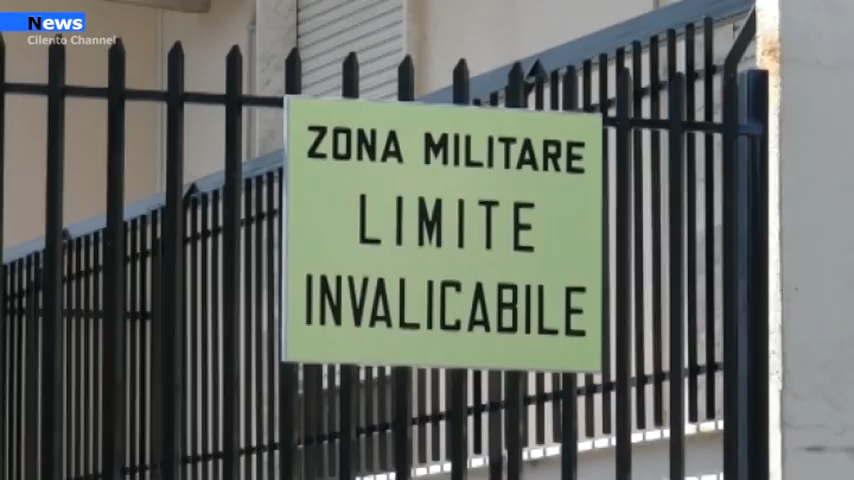 News
Cilento Channel
ZONA MILITARE
LIMITE
INVALICABILE